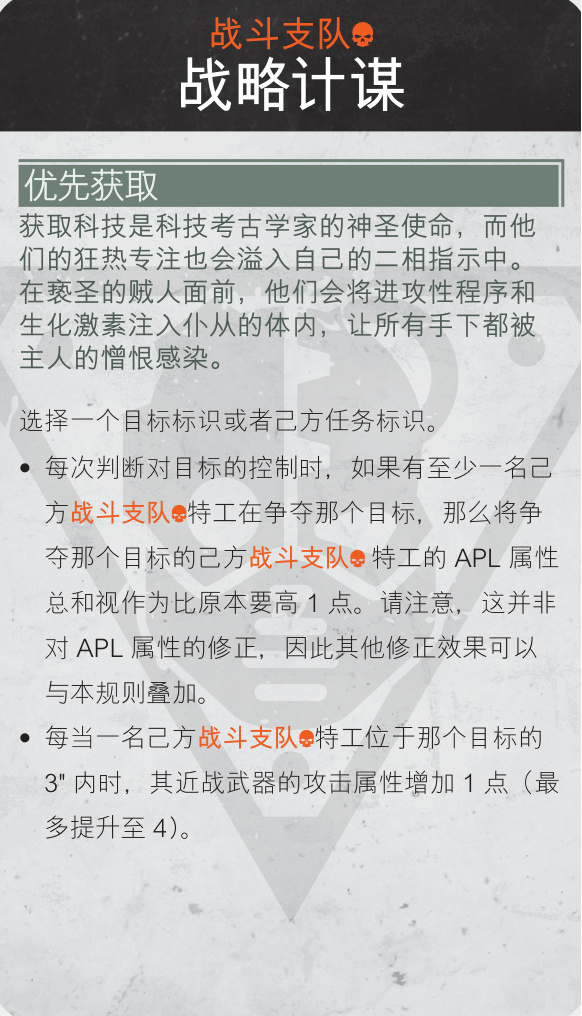 战斗支队
战略计谋
优先获取
获取科技是科技考古学家的神圣使命，而他
们的狂热专注也会溢入自己的二相指示中。
在亵圣的贼人面前，他们会将进攻性程序和
生化激素注入仆从的体内，让所有手下都被
主人的憎恨感染。
选择一个目标标识或者己方任务标识。
• 每次判断对目标的控制时，如果有至少一名己
方战斗支队特工在争夺那个目标，那么将争
夺那个目标的己方战斗支队 特工的 APL 属性
总和视作为比原本要高 1 点。请注意，这并非
对 APL 属性的修正，因此其他修正效果可以
与本规则叠加。
• 每当一名己方战斗支队特工位于那个目标的
3" 内时，其近战武器的攻击属性增加 1 点（最
多提升至 4）。